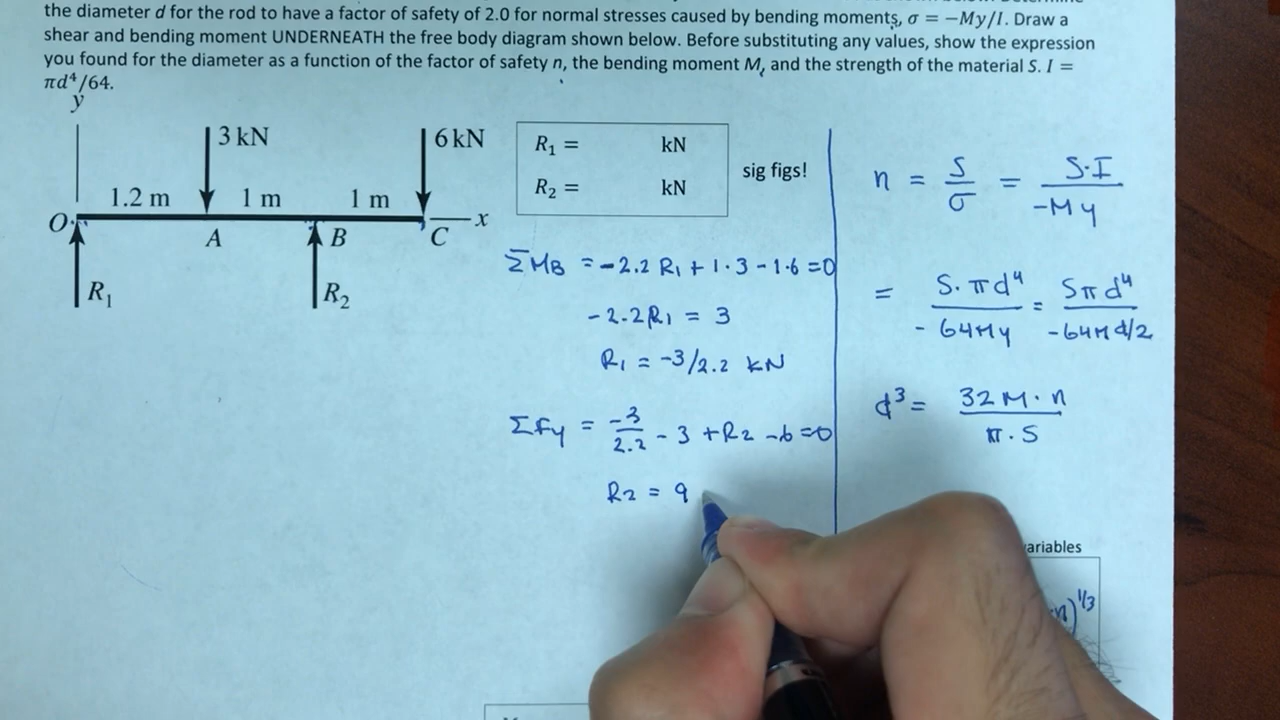 the diameter d for the rod to have a factor of safety of 2.0 for normal stresses caused by bending moments, σ = −My/I. Draw a
shear and bending moment UNDERNEATH the free body diagram shown below. Before substituting any values, show the expression
you found for the diameter as a function of the factor of safety n, the bending moment M, and the strength of the material S. I =
πd⁴/64.
y
3 kN
6 kN
1.2 m
1 m
1 m
O
A
B
C
x
R₁
R₂
R₁ = kN
R₂ = kN
sig figs!
ΣMB = -2.2 R₁ + 1·3 - 1·6 = 0
-2.2R₁ = 3
R₁ = -3/2.2 kN
ΣFy = -3/2.2 - 3 + R2 - 6 = 0
R2 = 9
n = S/σ = S·I/-My
= S·πd⁴/-64My = Sπd⁴/-64Md/2
d³ = 32M·n/π·S
ariables
n)^1/3